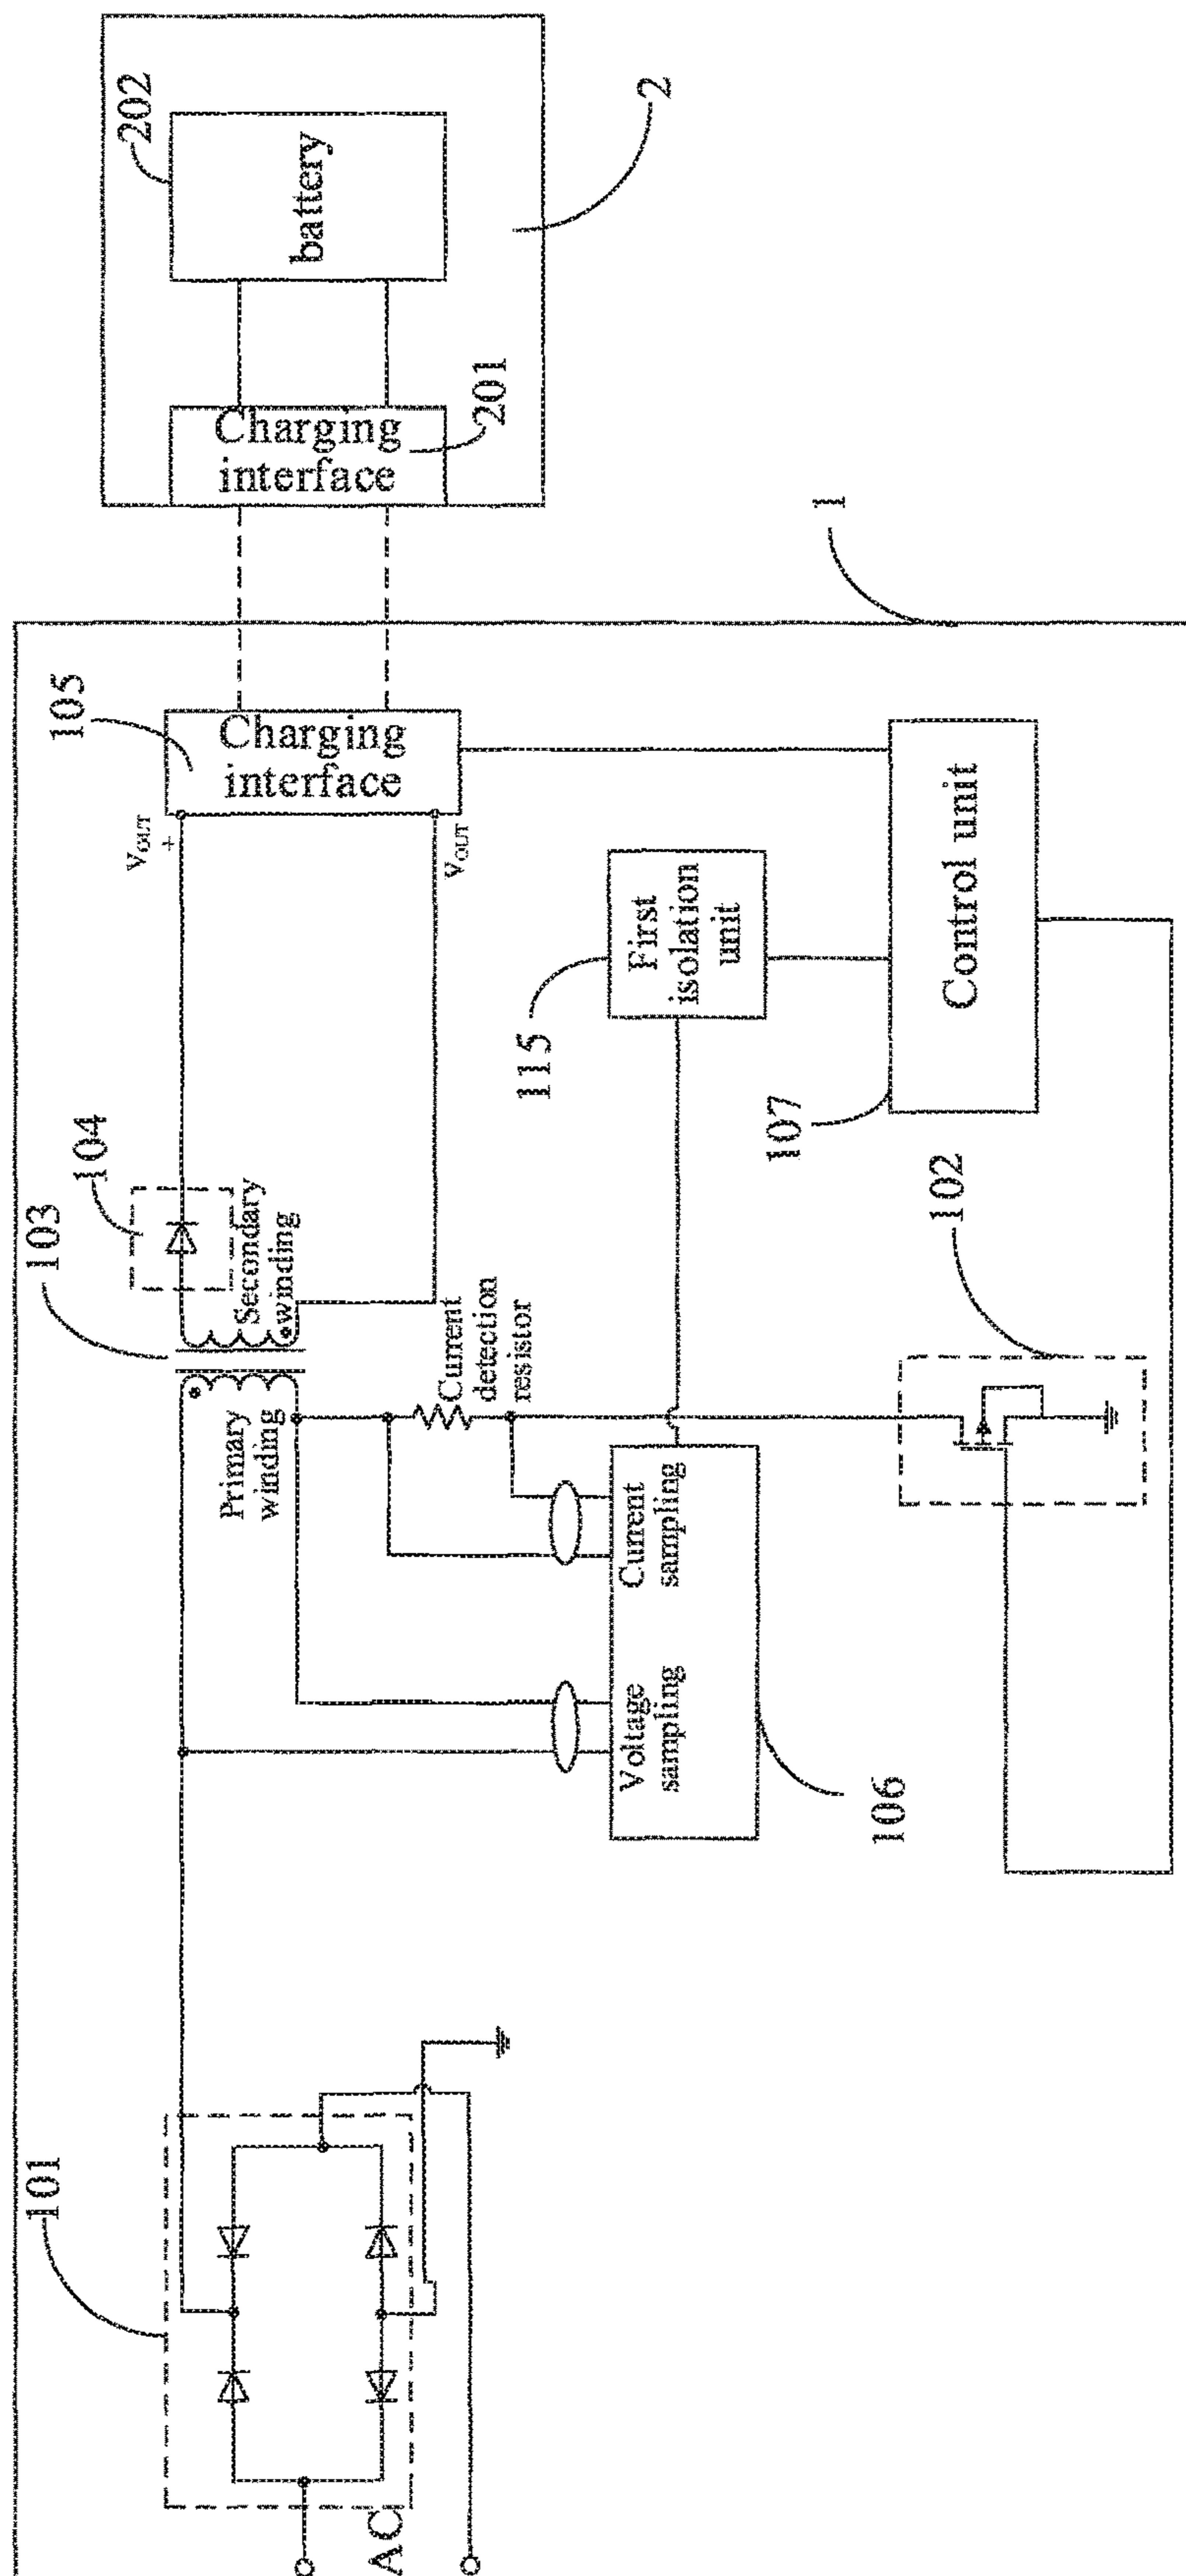 1
2
101
AC
103
104
Primary
winding
Secondary
winding
Current
detection
resistor
Voltage
sampling
Current
sampling
106
102
115
First
isolation
unit
107
Control unit
VOUT
+
VOUT
105
Charging
interface
Charging
interface
201
battery
202